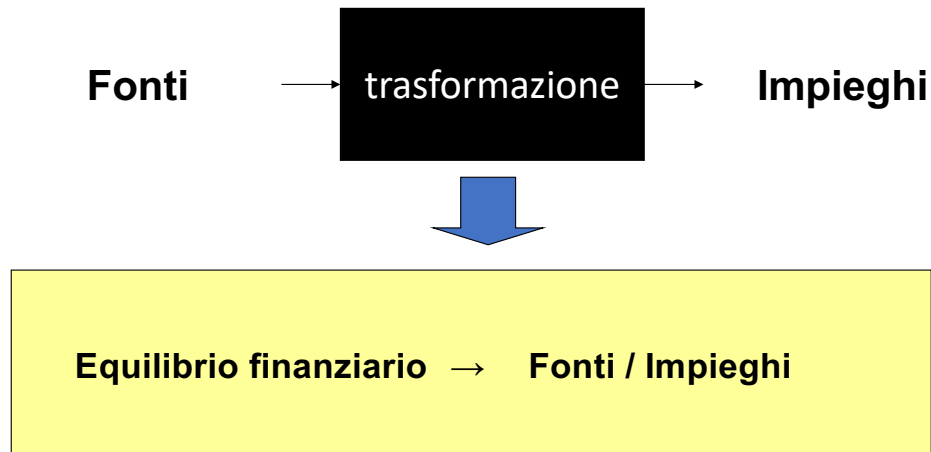 Fonti → trasformazione → Impieghi
Equilibrio finanziario → Fonti / Impieghi